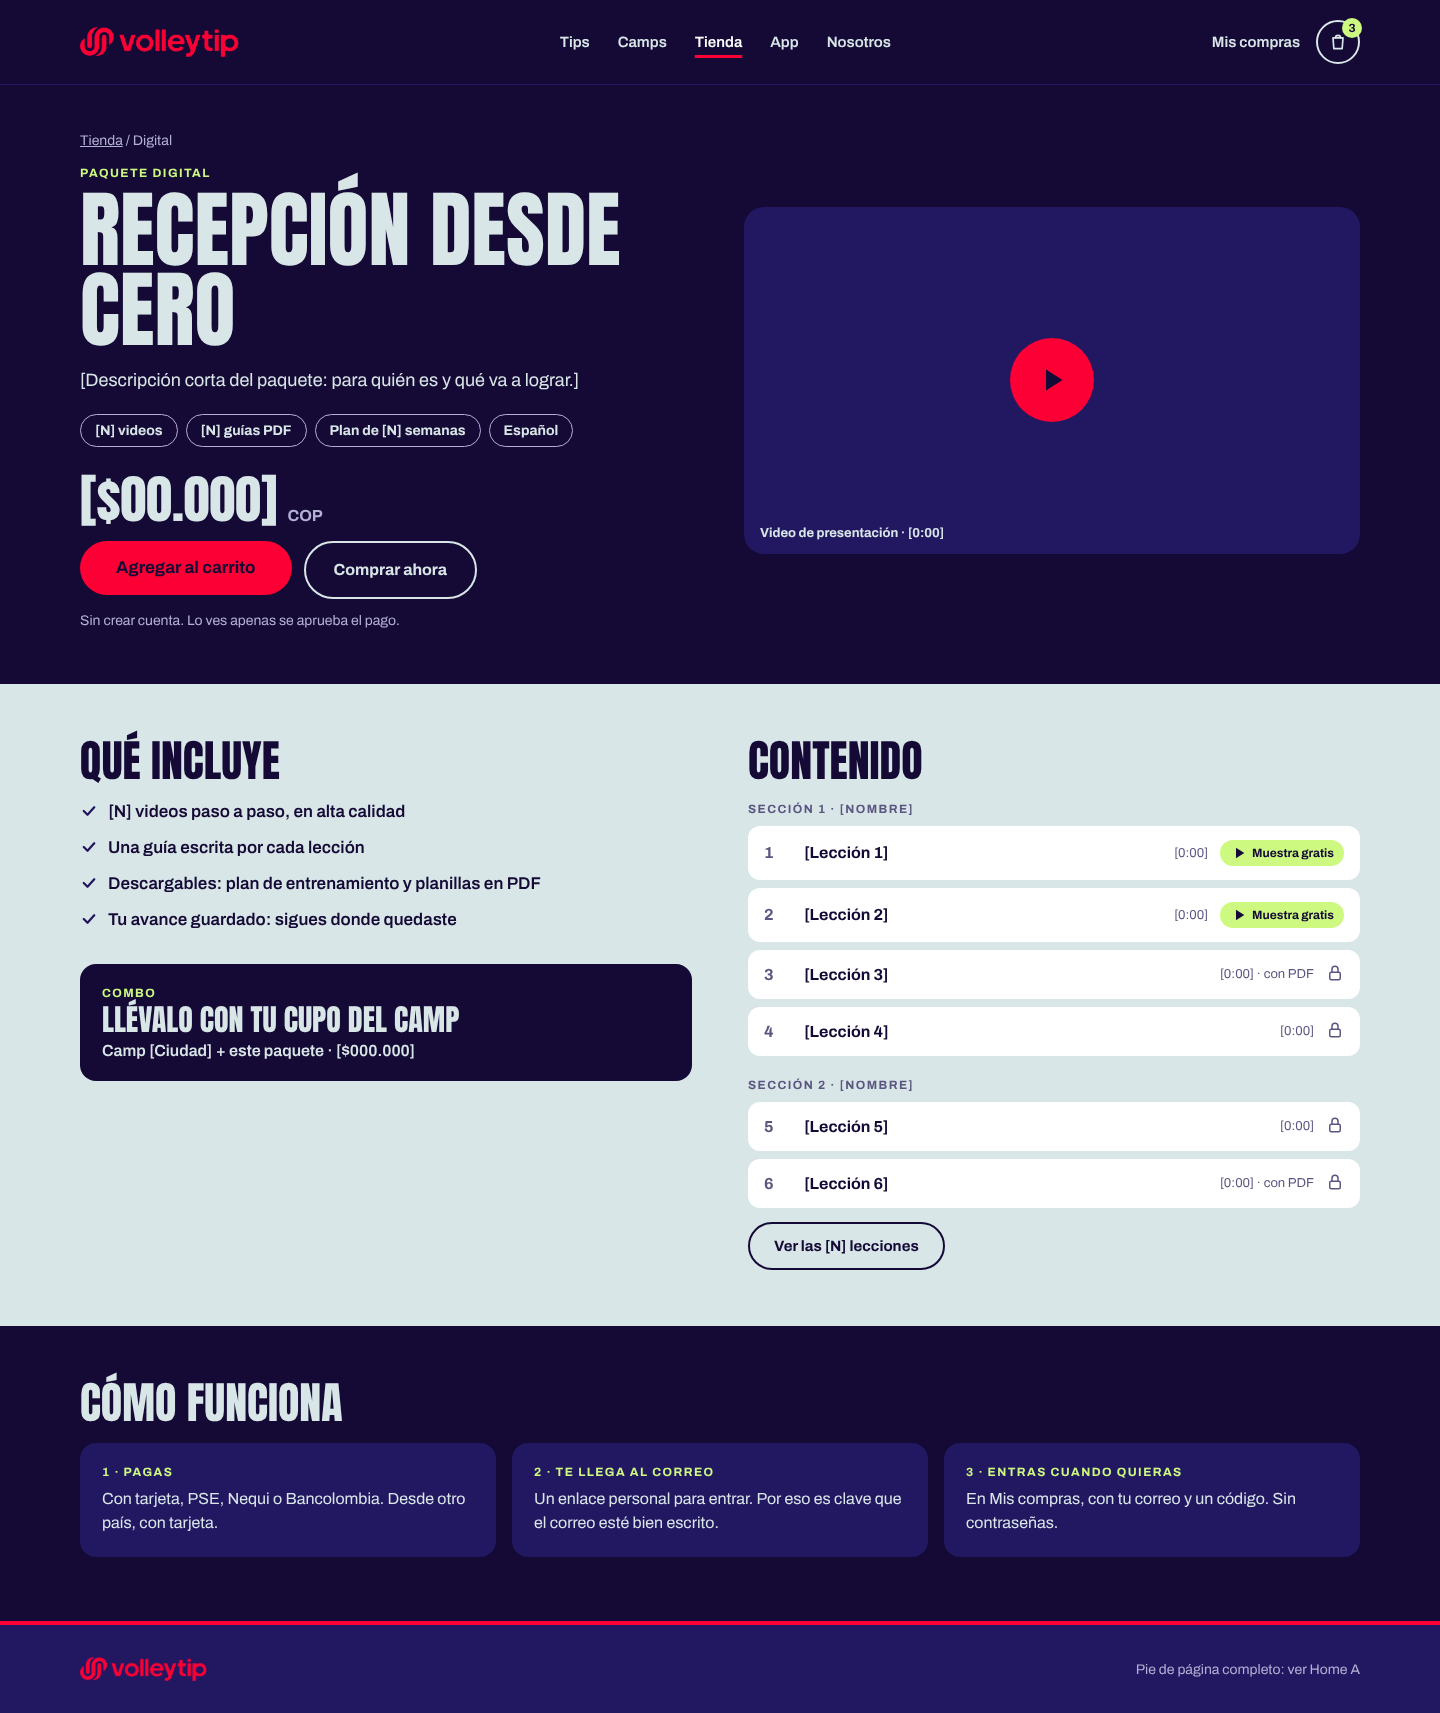 volleytip
Tips
Camps
Tienda
App
Nosotros
Mis compras
3
Tienda / Digital
PAQUETE DIGITAL
RECEPCIÓN DESDE
CERO
[Descripción corta del paquete: para quién es y qué va a lograr.]
[N] videos
[N] guías PDF
Plan de [N] semanas
Español
[$00.000] COP
Agregar al carrito
Comprar ahora
Sin crear cuenta. Lo ves apenas se aprueba el pago.
Video de presentación · [0:00]
QUÉ INCLUYE
[N] videos paso a paso, en alta calidad
Una guía escrita por cada lección
Descargables: plan de entrenamiento y planillas en PDF
Tu avance guardado: sigues donde quedaste
COMBO
LLÉVALO CON TU CUPO DEL CAMP
Camp [Ciudad] + este paquete · [$000.000]
CONTENIDO
SECCIÓN 1 · [NOMBRE]
1 [Lección 1] [0:00] Muestra gratis
2 [Lección 2] [0:00] Muestra gratis
3 [Lección 3] [0:00] · con PDF
4 [Lección 4] [0:00]
SECCIÓN 2 · [NOMBRE]
5 [Lección 5] [0:00]
6 [Lección 6] [0:00] · con PDF
Ver las [N] lecciones
CÓMO FUNCIONA
1 · PAGAS
Con tarjeta, PSE, Nequi o Bancolombia. Desde otro
país, con tarjeta.
2 · TE LLEGA AL CORREO
Un enlace personal para entrar. Por eso es clave que
el correo esté bien escrito.
3 · ENTRAS CUANDO QUIERAS
En Mis compras, con tu correo y un código. Sin
contraseñas.
volleytip
Pie de página completo: ver Home A